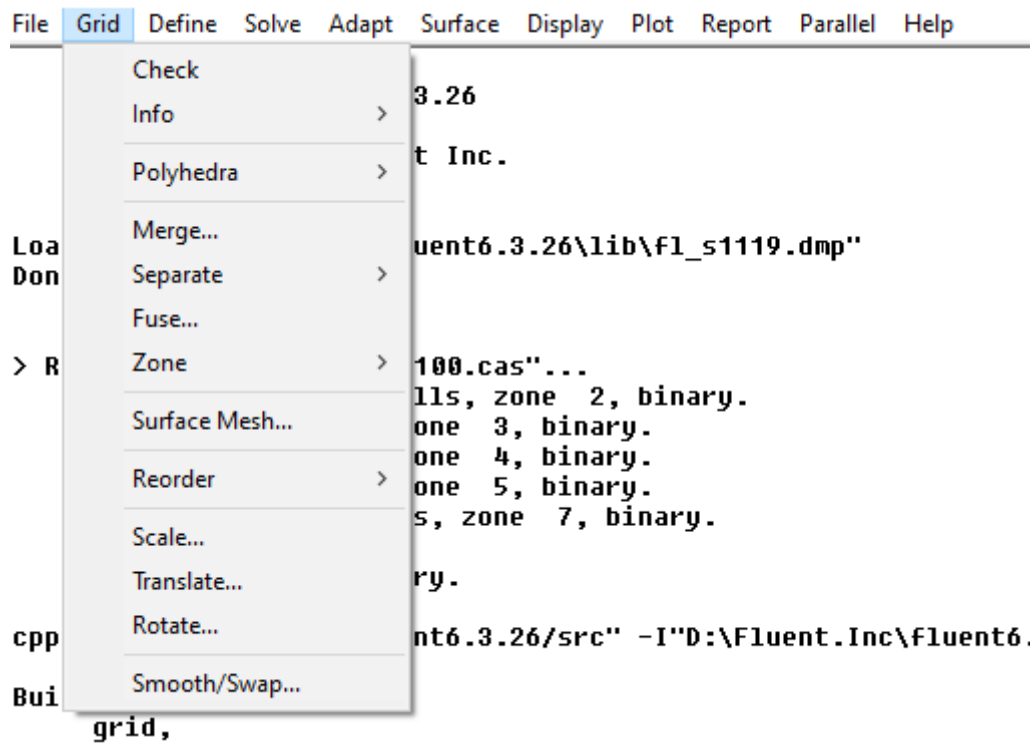 File Grid Define Solve Adapt Surface Display Plot Report Parallel Help
Check
Info
Polyhedra
Merge...
Separate
Fuse...
Zone
Surface Mesh...
Reorder
Scale...
Translate...
Rotate...
Smooth/Swap...
3.26
t Inc.
Loa uent6.3.26\lib\fl_s1119.dmp"
Don
> R 100.cas"...
lls, zone 2, binary.
one 3, binary.
one 4, binary.
one 5, binary.
s, zone 7, binary.
ry.
cpp nt6.3.26/src" -I"D:\Fluent.Inc\fluent6.
Bui
grid,